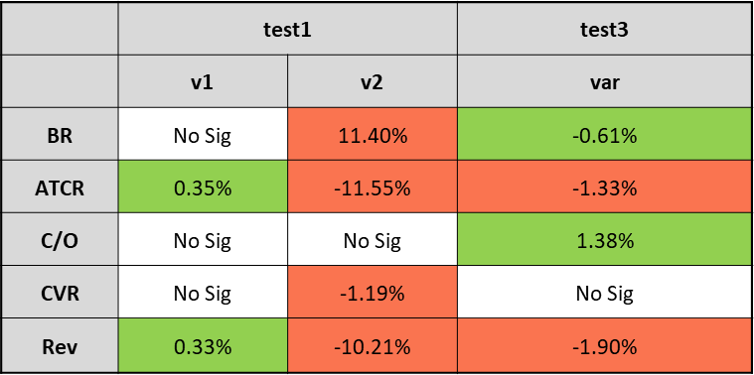 test1 test3
v1 v2 var
BR No Sig 11.40% -0.61%
ATCR 0.35% -11.55% -1.33%
C/O No Sig No Sig 1.38%
CVR No Sig -1.19% No Sig
Rev 0.33% -10.21% -1.90%